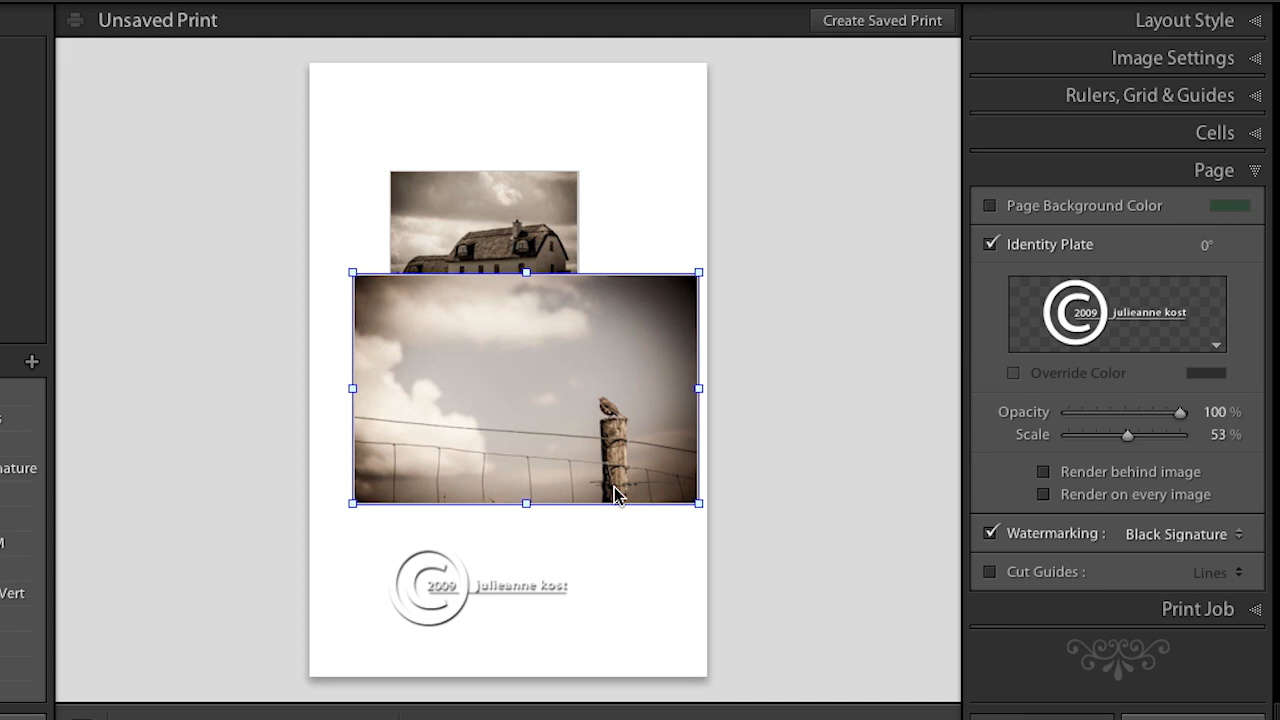 Unsaved Print
Create Saved Print
2009 julieanne kost
Layout Style
Image Settings
Rulers, Grid & Guides
Cells
Page
Page Background Color
Identity Plate 0°
2009 julieanne kost
Override Color
Opacity 100 %
Scale 53 %
Render behind image
Render on every image
Watermarking : Black Signature
Cut Guides : Lines
Print Job